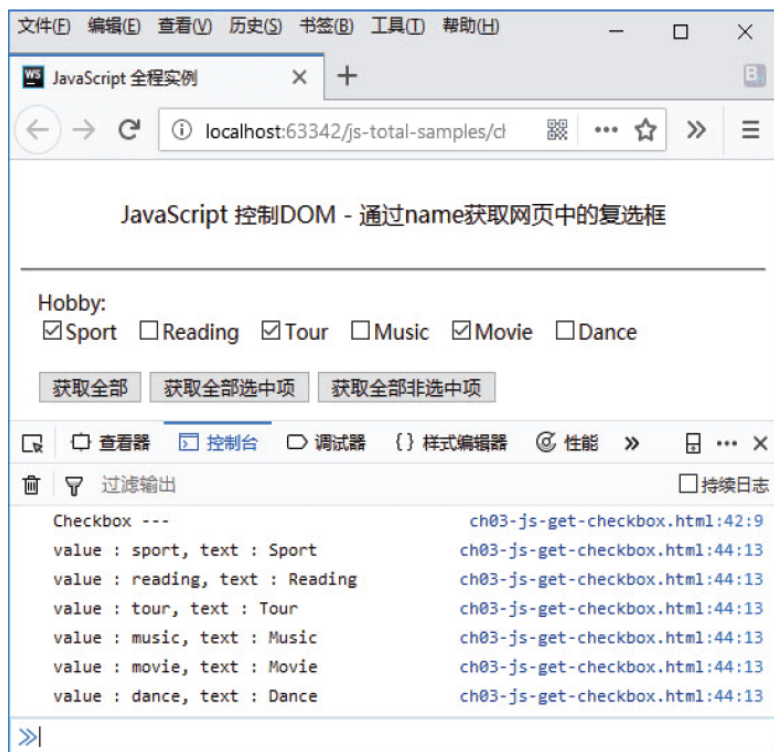 文件(F) 编辑(E) 查看(V) 历史(S) 书签(B) 工具(T) 帮助(H)
WS JavaScript 全程实例
localhost:63342/js-total-samples/ch
JavaScript 控制DOM - 通过name获取网页中的复选框
Hobby:
Sport Reading Tour Music Movie Dance
获取全部 获取全部选中项 获取全部非选中项
查看器 控制台 调试器 {} 样式编辑器 性能
过滤输出 持续日志
Checkbox --- ch03-js-get-checkbox.html:42:9
value : sport, text : Sport ch03-js-get-checkbox.html:44:13
value : reading, text : Reading ch03-js-get-checkbox.html:44:13
value : tour, text : Tour ch03-js-get-checkbox.html:44:13
value : music, text : Music ch03-js-get-checkbox.html:44:13
value : movie, text : Movie ch03-js-get-checkbox.html:44:13
value : dance, text : Dance ch03-js-get-checkbox.html:44:13